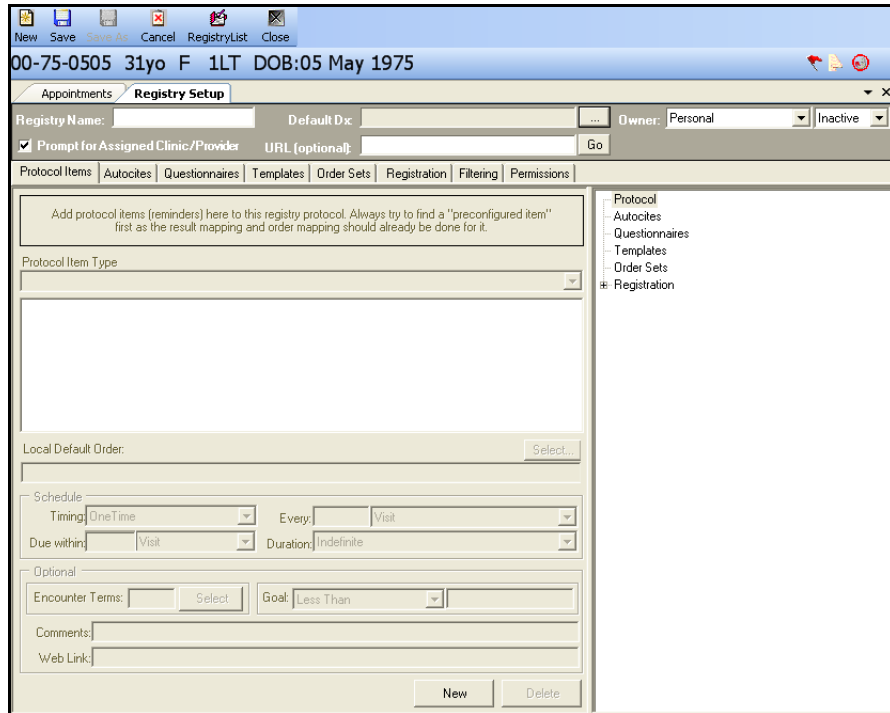 New Save Save As Cancel RegistryList Close
00-75-0505 31yo F 1LT DOB:05 May 1975
Appointments Registry Setup
Registry Name: Default Dx: ... Owner: Personal Inactive
Prompt for Assigned Clinic/Provider URL (optional): Go
Protocol Items Autocites Questionnaires Templates Order Sets Registration Filtering Permissions
Add protocol items (reminders) here to this registry protocol. Always try to find a "preconfigured item"
first as the result mapping and order mapping should already be done for it.
Protocol Item Type
Local Default Order: Select...
Schedule
Timing: OneTime Every: Visit
Due within: Visit Duration: Indefinite
Optional
Encounter Terms: Select Goal: Less Than
Comments:
Web Link:
New Delete
Protocol
Autocites
Questionnaires
Templates
Order Sets
Registration